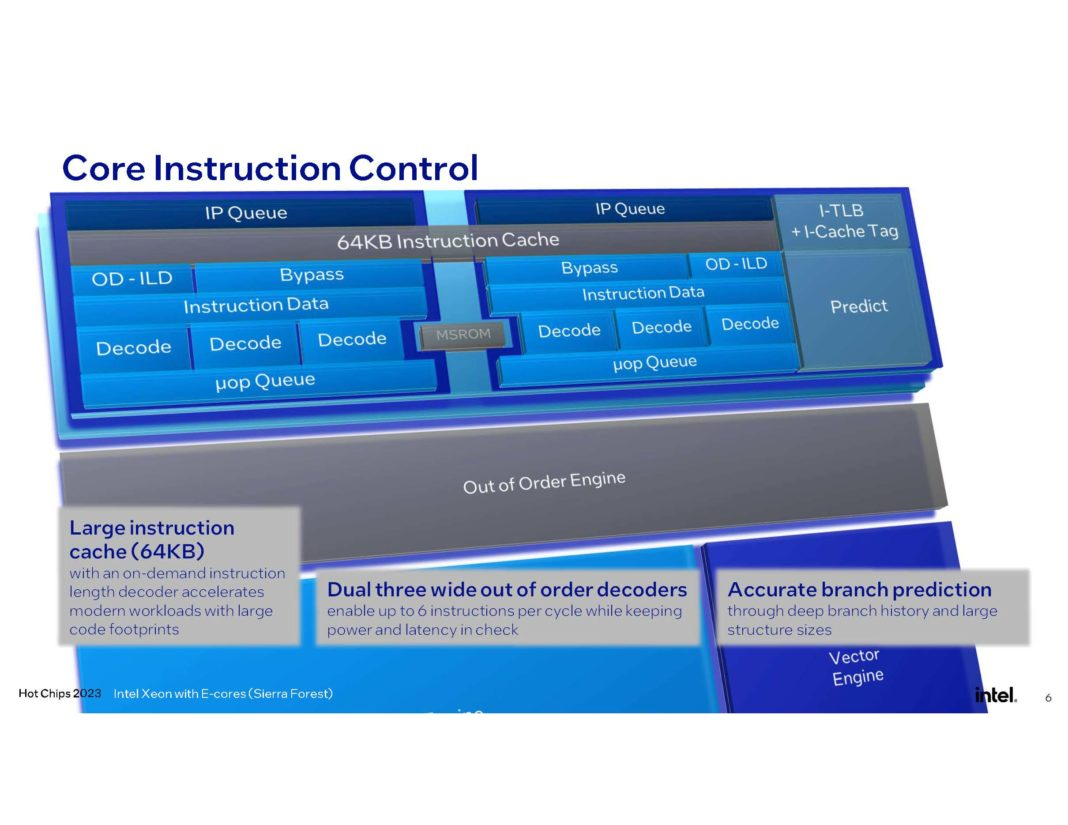 Core Instruction Control
IP Queue
IP Queue
I-TLB
+ I-Cache Tag
64KB Instruction Cache
OD - ILD
Bypass
Bypass
OD - ILD
Instruction Data
Instruction Data
Predict
Decode
Decode
Decode
MSROM
Decode
Decode
Decode
μop Queue
μop Queue
Out of Order Engine
Large instruction
cache (64KB)
with an on-demand instruction
length decoder accelerates
modern workloads with large
code footprints
Dual three wide out of order decoders
enable up to 6 instructions per cycle while keeping
power and latency in check
Accurate branch prediction
through deep branch history and large
structure sizes
Vector
Engine
Hot Chips 2023
Intel Xeon with E-cores (Sierra Forest)
intel.
6